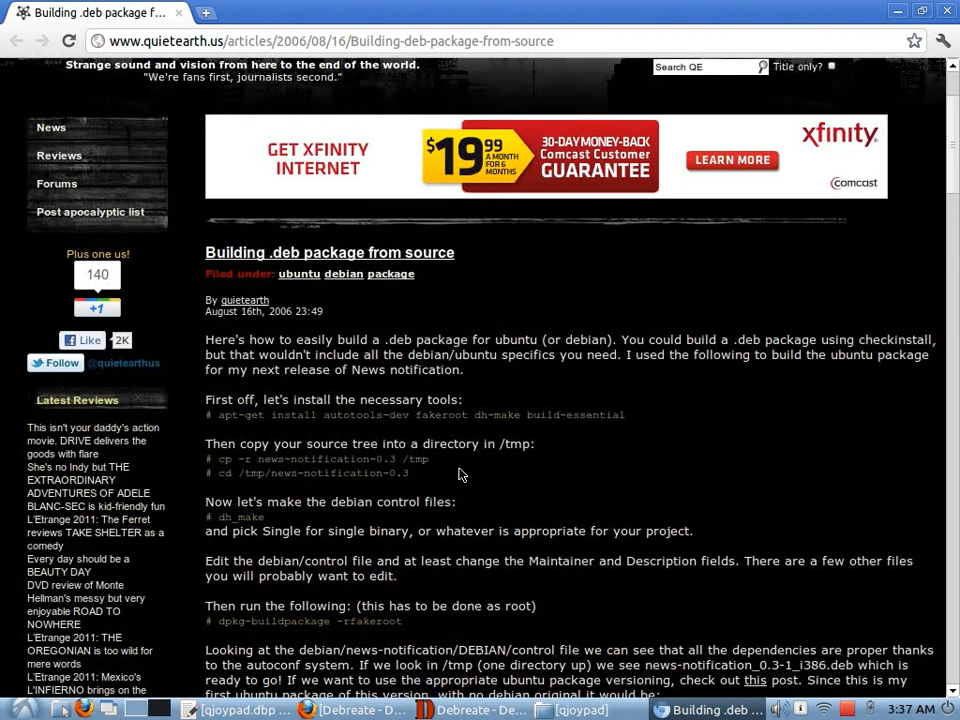 Building .deb package f...
www.quietearth.us/articles/2006/08/16/Building-deb-package-from-source
Strange sound and vision from here to the end of the world.
"We're fans first, journalists second."
Search QE
Title only?
News
Reviews
Forums
Post apocalyptic list
GET XFINITY
INTERNET
$19.99
A MONTH
FOR 6
MONTHS
30-DAY MONEY-BACK
Comcast Customer
GUARANTEE
LEARN MORE
xfinity
comcast
Plus one us!
140
+1
Like
2K
Follow
@quietearthus
Latest Reviews
This isn't your daddy's action
movie. DRIVE delivers the
goods with flare
She's no Indy but THE
EXTRAORDINARY
ADVENTURES OF ADELE
BLANC-SEC is kid-friendly fun
L'Etrange 2011: The Ferret
reviews TAKE SHELTER as a
comedy
Every day should be a
BEAUTY DAY
DVD review of Monte
Hellman's messy but very
enjoyable ROAD TO
NOWHERE
L'Etrange 2011: THE
OREGONIAN is too wild for
mere words
L'Etrange 2011: Mexico's
L'INFIERNO brings on the
Building .deb package from source
Filed under: ubuntu debian package
By quietearth
August 16th, 2006 23:49
Here's how to easily build a .deb package for ubuntu (or debian). You could build a .deb package using checkinstall,
but that wouldn't include all the debian/ubuntu specifics you need. I used the following to build the ubuntu package
for my next release of News notification.
First off, let's install the necessary tools:
# apt-get install autotools-dev fakeroot dh-make build-essential
Then copy your source tree into a directory in /tmp:
# cp -r news-notification-0.3 /tmp
# cd /tmp/news-notification-0.3
Now let's make the debian control files:
# dh_make
and pick Single for single binary, or whatever is appropriate for your project.
Edit the debian/control file and at least change the Maintainer and Description fields. There are a few other files
you will probably want to edit.
Then run the following: (this has to be done as root)
# dpkg-buildpackage -rfakeroot
Looking at the debian/news-notification/DEBIAN/control file we can see that all the dependencies are proper thanks
to the autoconf system. If we look in /tmp (one directory up) we see news-notification_0.3-1_i386.deb which is
ready to go! If we want to use the appropriate ubuntu package versioning, check out this post. Since this is my
first ubuntu package of this version, with no debian original it would be:
[qjoypad.dbp ...
[Debreate - D...
Debreate - De...
[qjoypad]
Building .deb ...
3:37 AM